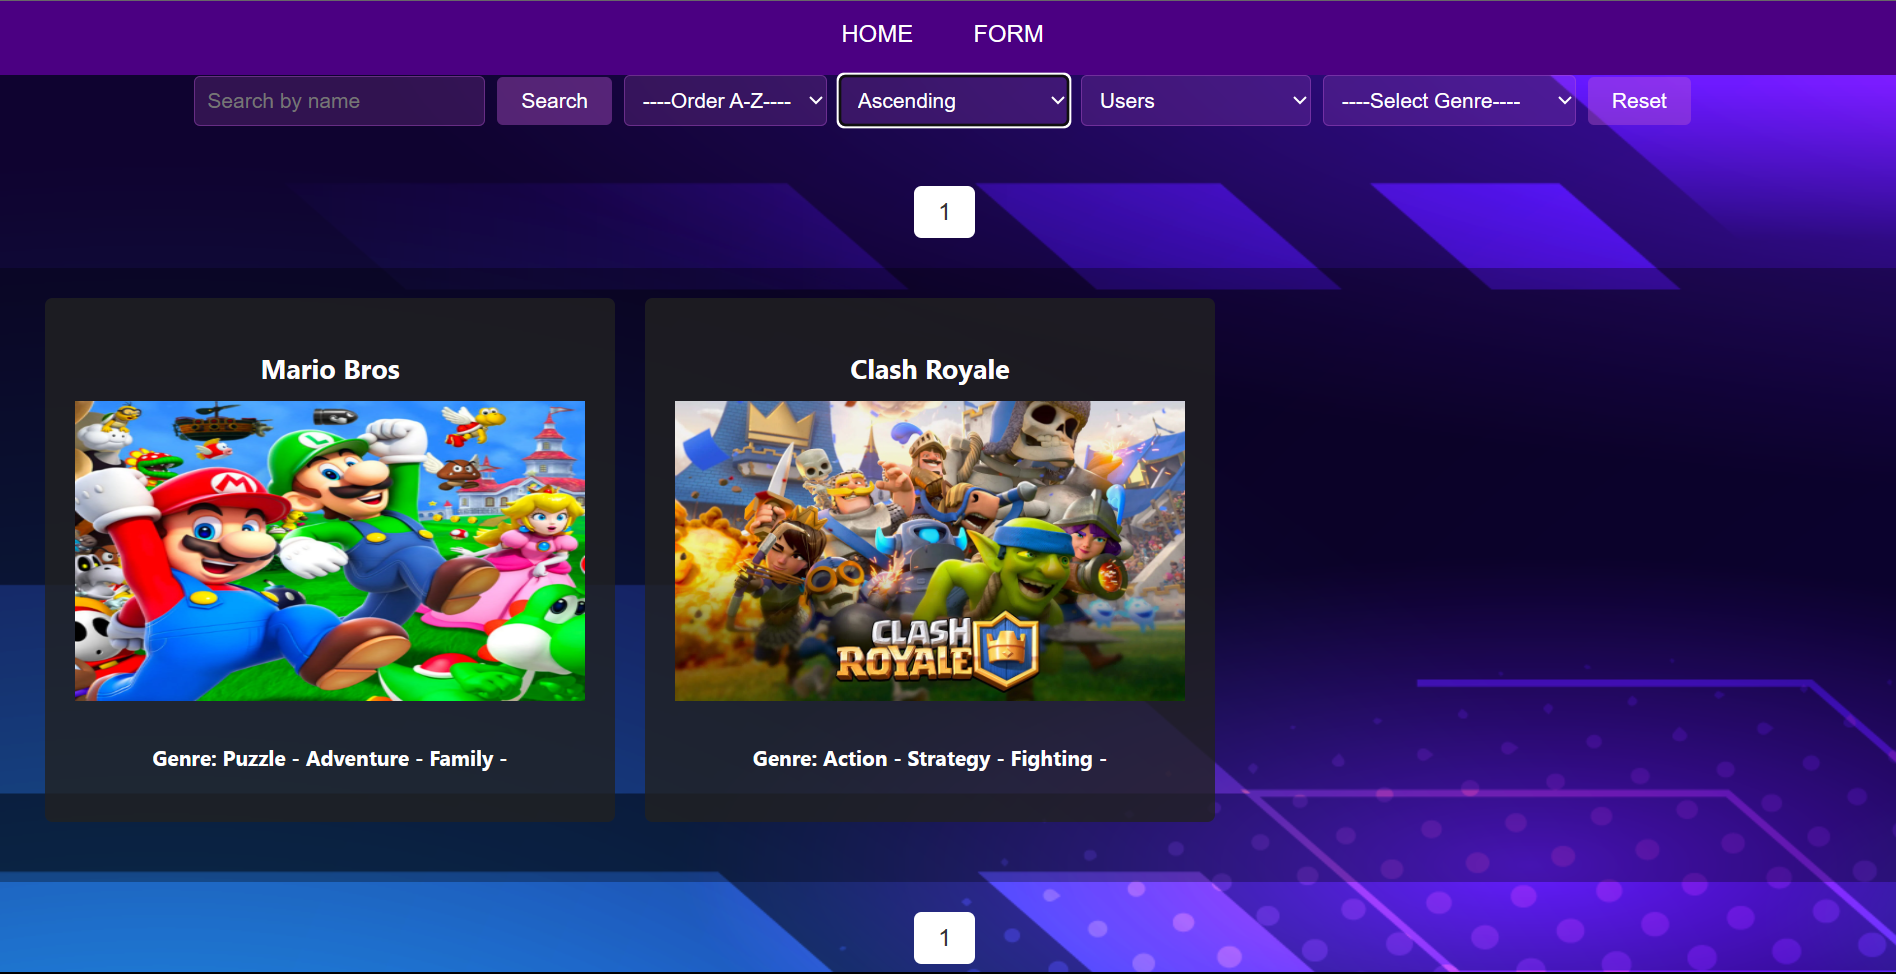 HOME FORM
Search by name Search ----Order A-Z---- Ascending Users ----Select Genre---- Reset
1
Mario Bros Clash Royale
L
M
CLASH
ROYALE
Genre: Puzzle - Adventure - Family - Genre: Action - Strategy - Fighting -
1